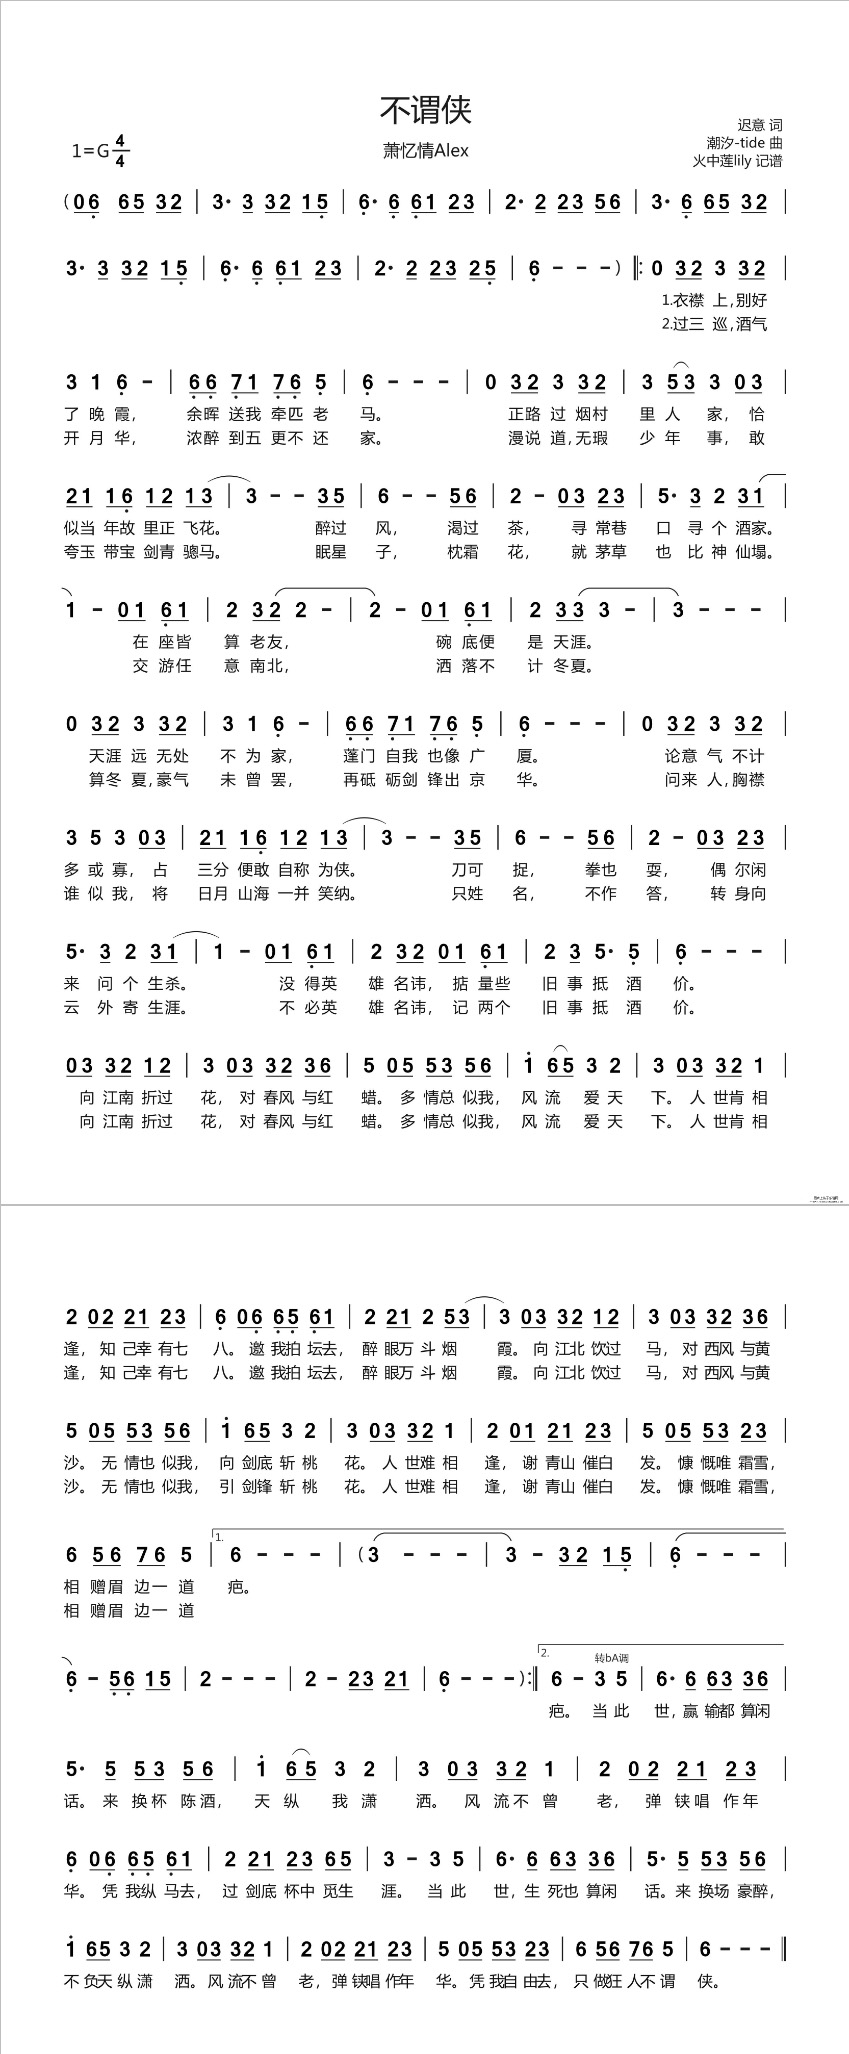 不谓侠
迟意 词
1=G 4/4
萧忆情Alex
潮汐-tide 曲
火中莲lily 记谱
(06 65 32 | 3· 3 32 15 | 6· 6 61 23 | 2· 2 23 56 | 3· 6 65 32 |
3· 3 32 15 | 6· 6 61 23 | 2· 2 23 25 | 6 - - - ) ‖: 0 32 3 32 |
1.衣襟 上,别好
2.过三 巡,酒气
3 1 6 - | 66 71 76 5 | 6 - - - | 0 32 3 32 | 3 53 3 03 |
了 晚 霞, 余晖 送我 牵匹 老 马。 正路 过 烟村 里 人 家, 恰
开 月 华, 浓醉 到五 更不 还 家。 漫说 道,无瑕 少 年 事, 敢
21 16 12 13 | 3 - - 35 | 6 - - 56 | 2 - 03 23 | 5· 3 2 31 |
似当 年故 里正 飞花。 醉过 风, 渴过 茶, 寻 常巷 口 寻 个 酒家。
夸玉 带宝 剑青 骢马。 眠星 子, 枕霜 花, 就 茅草 也 比 神 仙塌。
1 - 01 61 | 2 32 2 - | 2 - 01 61 | 2 33 3 - | 3 - - - |
在 座皆 算 老友, 碗 底便 是 天涯。
交 游任 意 南北, 洒 落不 计 冬夏。
0 32 3 32 | 3 1 6 - | 66 71 76 5 | 6 - - - | 0 32 3 32 |
天涯 远 无处 不 为 家, 蓬门 自我 也像 广 厦。 论意 气 不计
算冬 夏,豪气 未 曾 罢, 再砥 砺剑 锋出 京 华。 问来 人,胸襟
3 5 3 03 | 21 16 12 13 | 3 - - 35 | 6 - - 56 | 2 - 03 23 |
多 或 寡, 占 三分 便敢 自称 为侠。 刀可 捉, 拳也 耍, 偶 尔闲
谁 似 我, 将 日月 山海 一并 笑纳。 只姓 名, 不作 答, 转 身向
5· 3 2 31 | 1 - 01 61 | 2 32 01 61 | 2 3 5· 5 | 6 - - - |
来 问 个 生杀。 没 得英 雄 名讳, 掂 量些 旧 事 抵 酒 价。
云 外 寄 生涯。 不 必英 雄 名讳, 记 两个 旧 事 抵 酒 价。
03 32 12 | 3 03 32 36 | 5 05 53 56 | 1 65 3 2 | 3 03 32 1 |
向 江南 折过 花, 对 春风 与红 蜡。多 情总 似我, 风 流 爱 天 下。人 世肯 相
向 江南 折过 花, 对 春风 与红 蜡。多 情总 似我, 风 流 爱 天 下。人 世肯 相
2 02 21 23 | 6 06 65 61 | 2 21 2 53 | 3 03 32 12 | 3 03 32 36 |
逢, 知 己幸 有七 八。邀 我拍 坛去, 醉 眼万 斗 烟 霞。向 江北 饮过 马, 对 西风 与黄
逢, 知 己幸 有七 八。邀 我拍 坛去, 醉 眼万 斗 烟 霞。向 江北 饮过 马, 对 西风 与黄
5 05 53 56 | 1 65 3 2 | 3 03 32 1 | 2 01 21 23 | 5 05 53 23 |
沙。无 情也 似我, 向 剑底 斩 桃 花。人 世难 相 逢, 谢 青山 催白 发。慷 慨唯 霜雪,
沙。无 情也 似我, 引 剑锋 斩 桃 花。人 世难 相 逢, 谢 青山 催白 发。慷 慨唯 霜雪,
1.
6 56 76 5 | 6 - - - | (3 - - - | 3 - 32 15 | 6 - - - |
相 赠眉 边一 道 疤。
相 赠眉 边一 道
2. 转bA调
6 - 56 15 | 2 - - - | 2 - 23 21 | 6 - - - ) :‖ 6 - 3 5 | 6· 6 63 36 |
疤。 当 此 世,赢 输都 算闲
5· 5 53 56 | 1 65 3 2 | 3 03 32 1 | 2 02 21 23 |
话。来 换杯 陈酒, 天 纵 我 潇 洒。风 流不 曾 老, 弹 铗唱 作年
6 06 65 61 | 2 21 23 65 | 3 - 3 5 | 6· 6 63 36 | 5· 5 53 56 |
华。凭 我纵 马去, 过 剑底 杯中 觅生 涯。 当 此 世,生 死也 算闲 话。来 换场 豪醉,
1 65 3 2 | 3 03 32 1 | 2 02 21 23 | 5 05 53 23 | 6 56 76 5 | 6 - - - ‖
不 负天 纵 潇 洒。风 流不 曾 老,弹 铗唱 作年 华。凭 我自 由去, 只 做狂 人不 谓 侠。